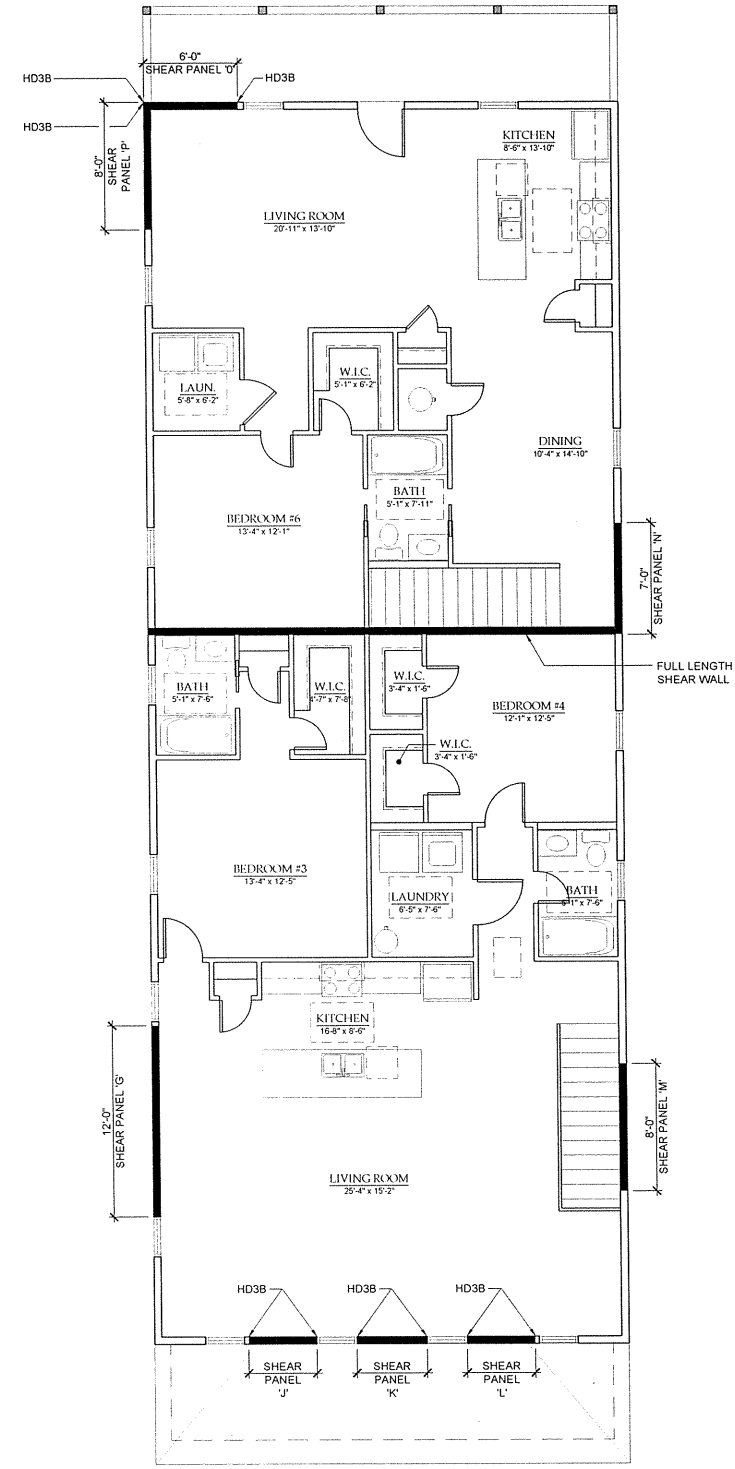 6'-0"
SHEAR PANEL 'O'
HD3B
HD3B
HD3B
8'-0"
SHEAR
PANEL 'P'
KITCHEN
8'-6" x 13'-10"
LIVING ROOM
20'-11" x 13'-10"
LAUN.
5'-8" x 6'-2"
W.I.C.
5'-1" x 6'-2"
DINING
10'-4" x 14'-10"
BATH
5'-1" x 7'-11"
BEDROOM #6
13'-4" x 12'-1"
7'-0"
SHEAR PANEL 'N'
FULL LENGTH
SHEAR WALL
BATH
5'-1" x 7'-6"
W.I.C.
4'-7" x 7'-8"
W.I.C.
3'-4" x 1'-6"
BEDROOM #4
12'-1" x 12'-5"
W.I.C.
3'-4" x 1'-6"
BEDROOM #3
13'-4" x 12'-5"
LAUNDRY
6'-5" x 7'-6"
BATH
x 7'-6"
KITCHEN
16'-8" x 8'-6"
12'-0"
SHEAR PANEL 'G'
8'-0"
SHEAR PANEL 'M'
LIVING ROOM
25'-4" x 15'-2"
HD3B
HD3B
HD3B
SHEAR
PANEL
'J'
SHEAR
PANEL
'K'
SHEAR
PANEL
'L'